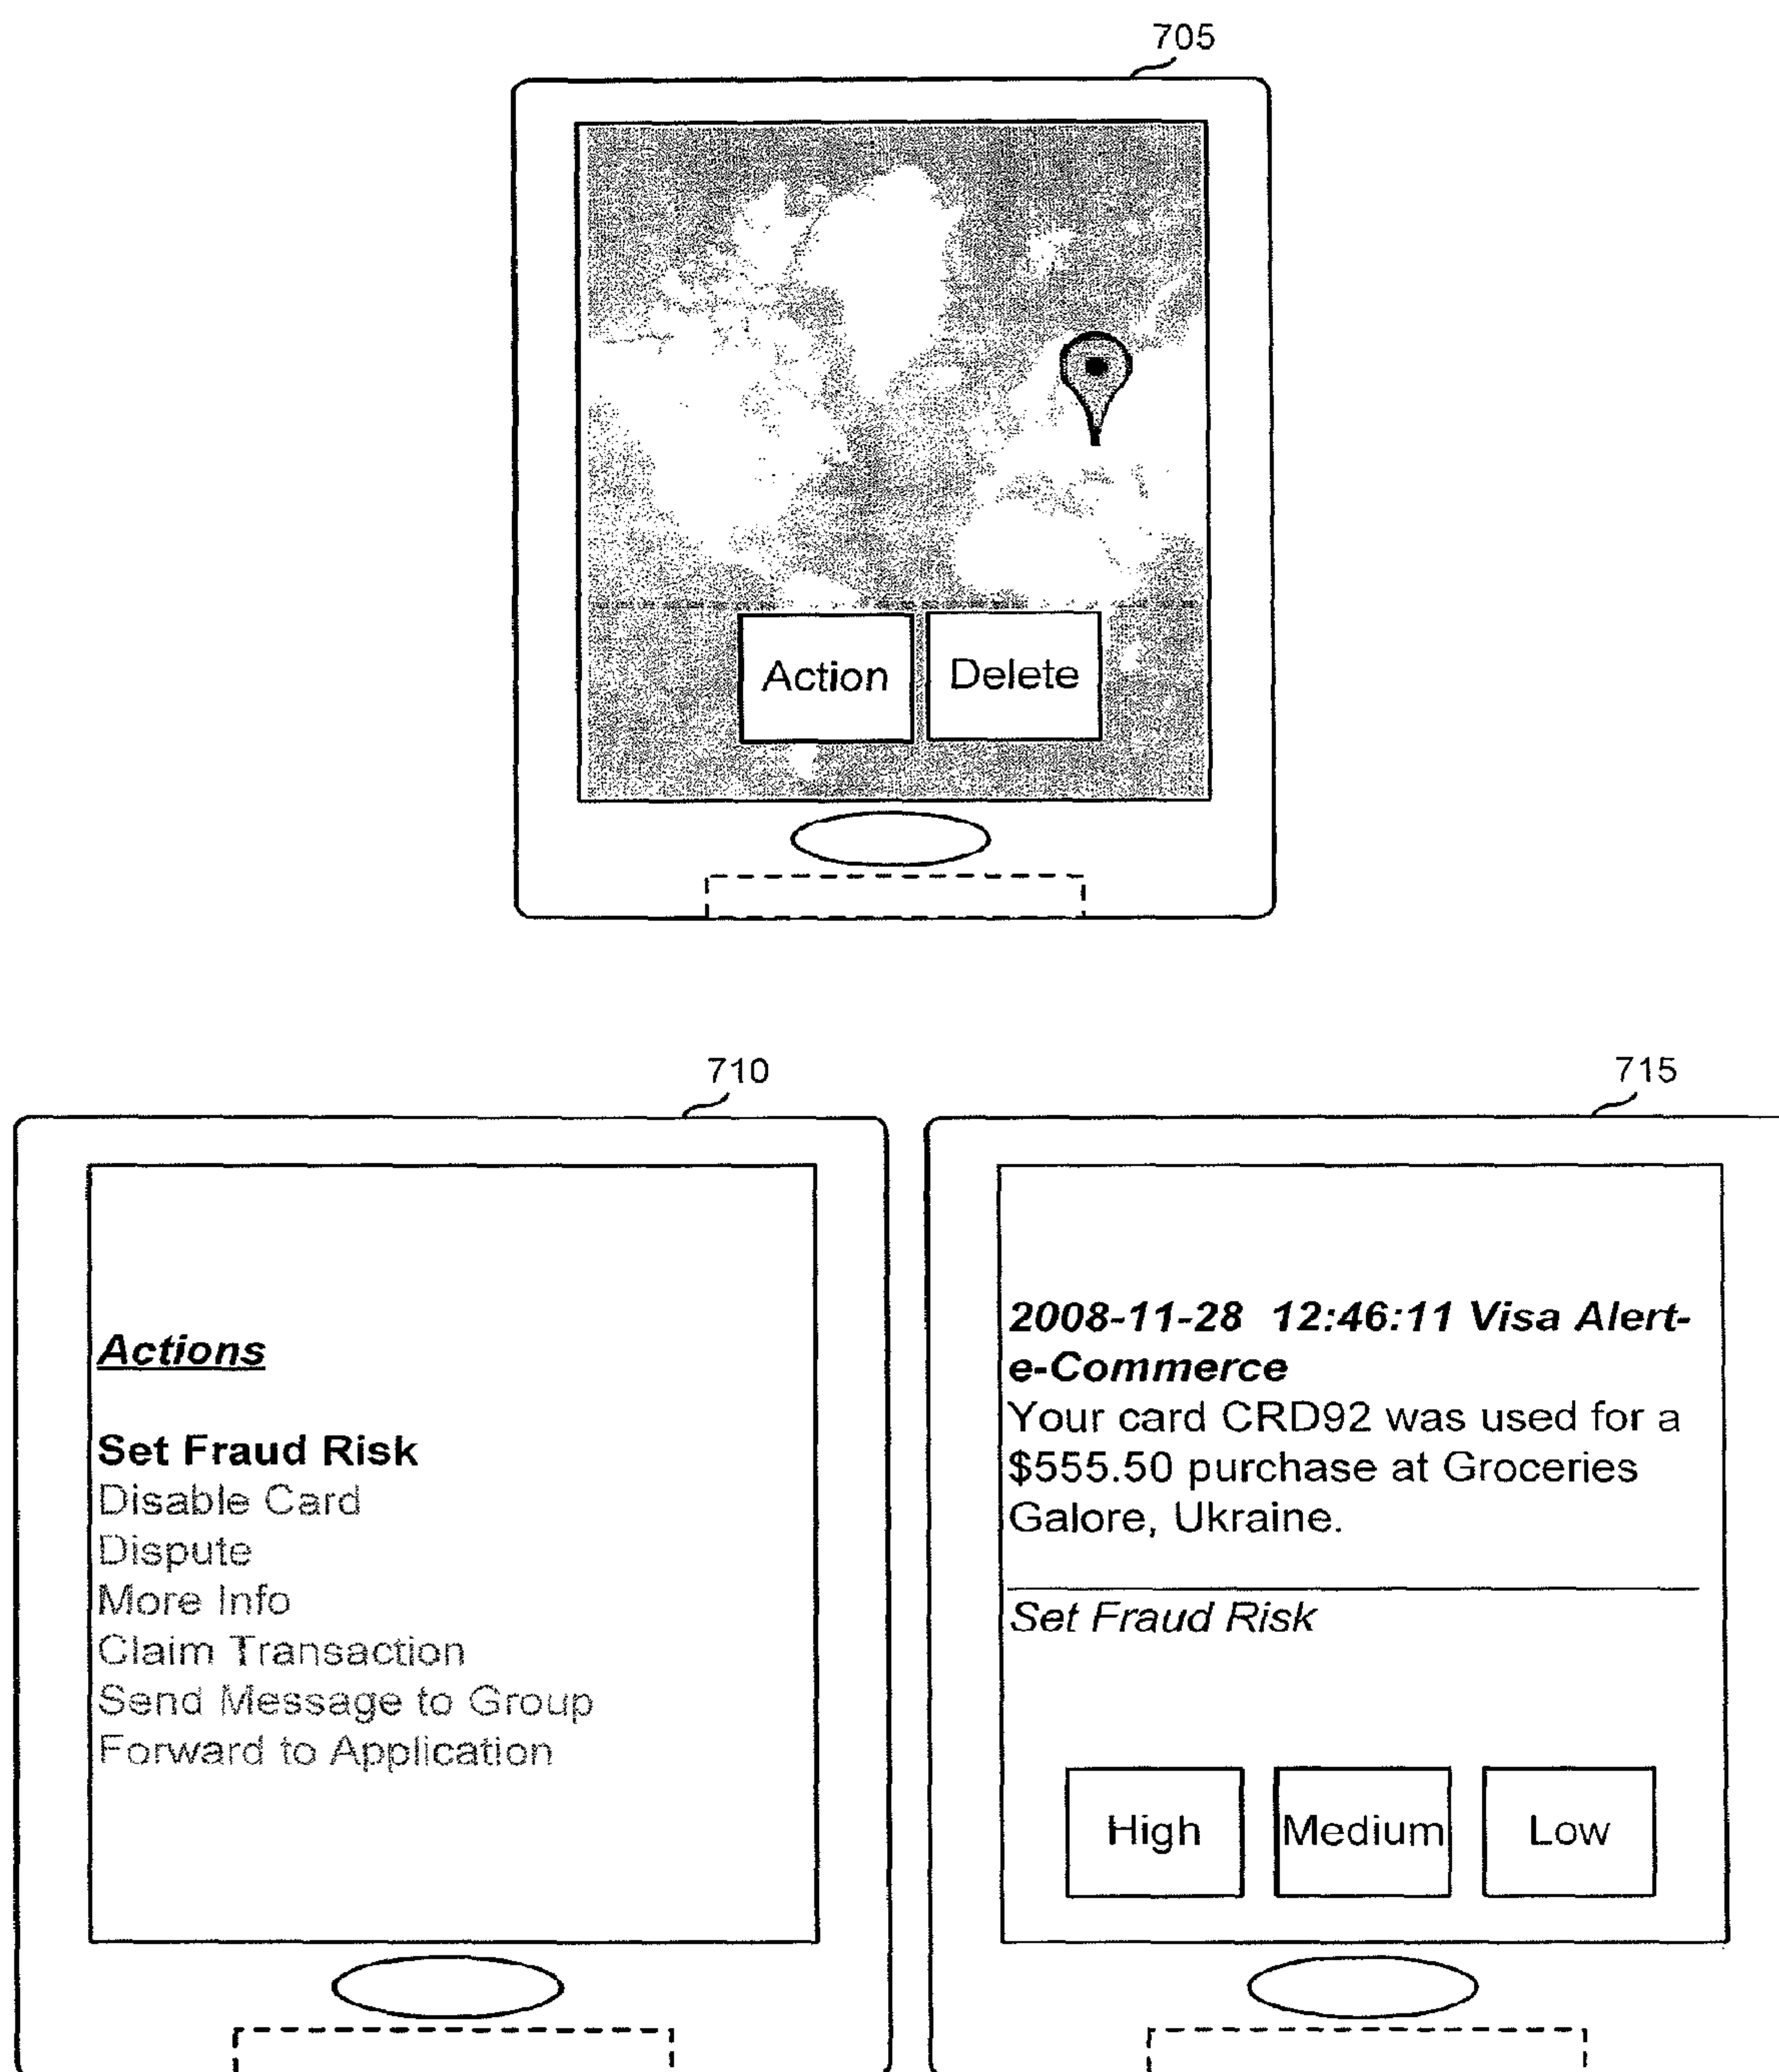 705
Action
Delete
710
Actions
Set Fraud Risk
Disable Card
Dispute
More Info
Claim Transaction
Send Message to Group
Forward to Application
715
2008-11-28 12:46:11 Visa Alert-
e-Commerce
Your card CRD92 was used for a
$555.50 purchase at Groceries
Galore, Ukraine.
Set Fraud Risk
High
Medium
Low